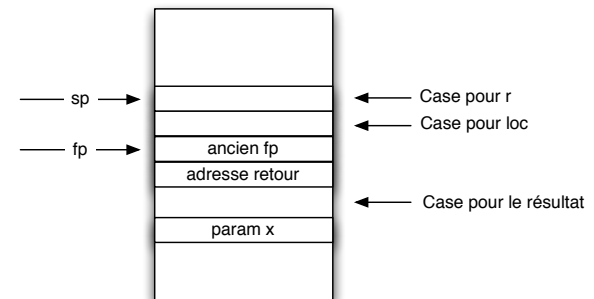 sp
Case pour r
Case pour loc
fp
ancien fp
adresse retour
Case pour le résultat
param x